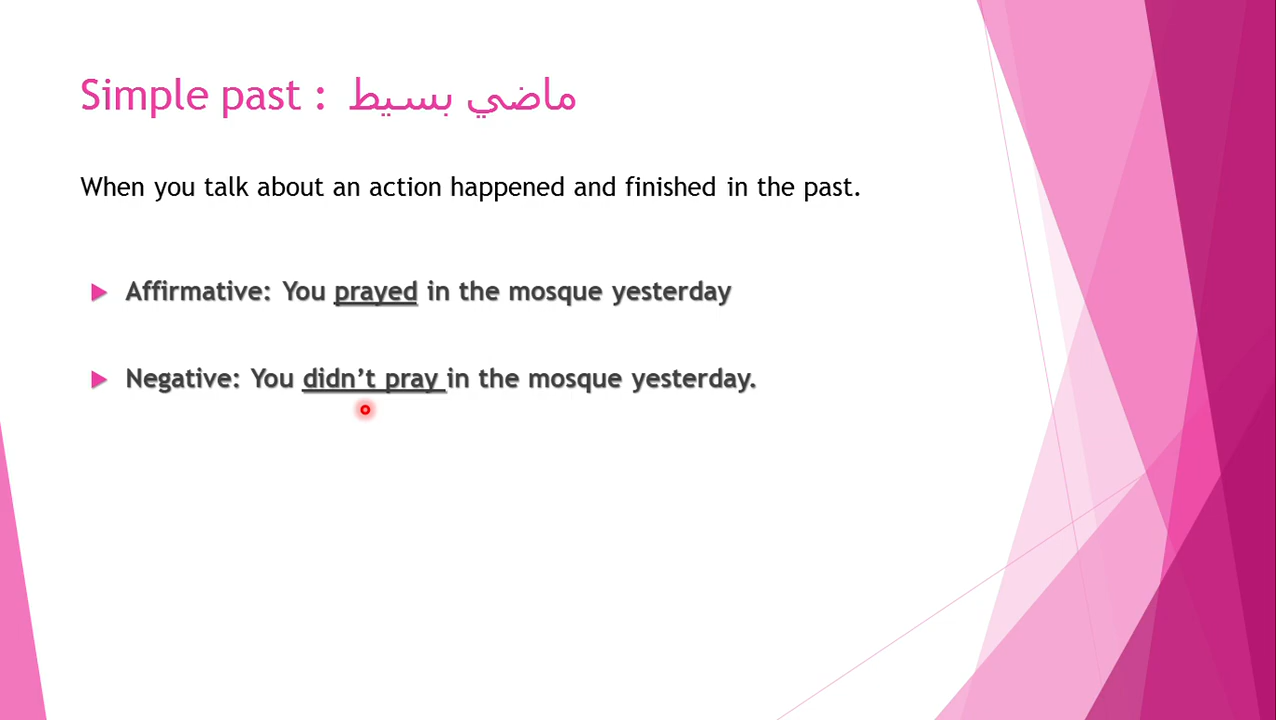 Simple past : ماضي بسيط
When you talk about an action happened and finished in the past.
Affirmative: You prayed in the mosque yesterday
Negative: You didn’t pray in the mosque yesterday.